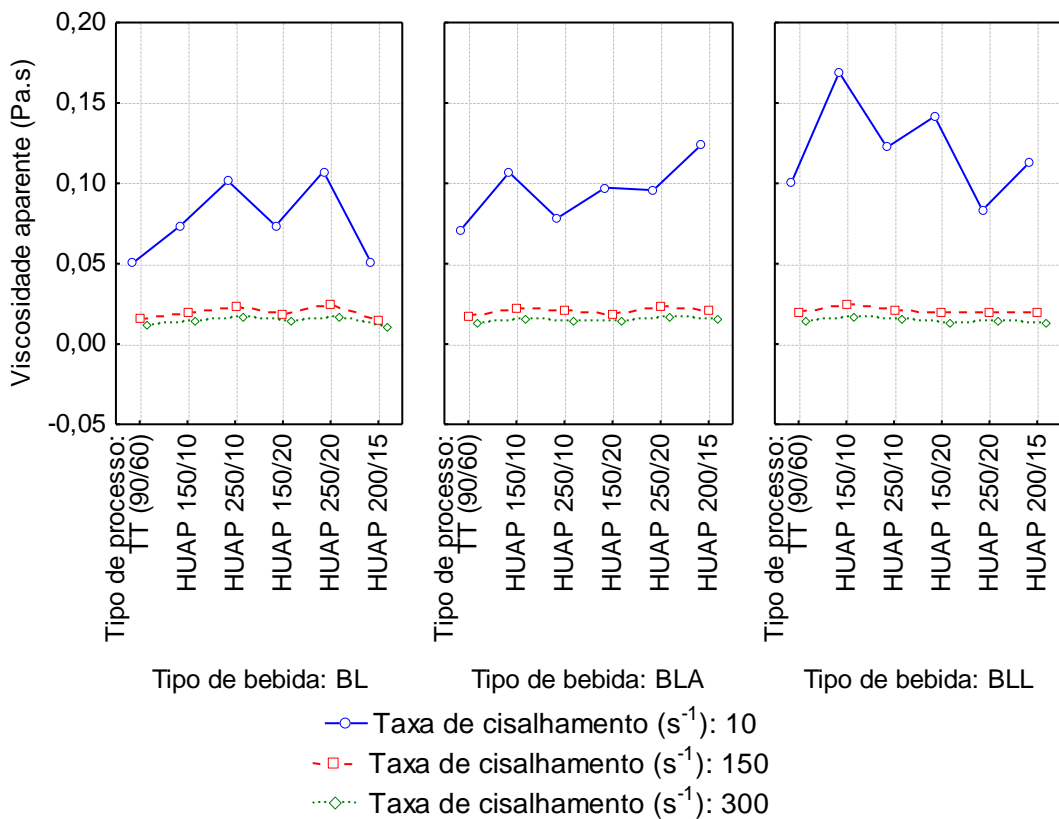 Viscosidade aparente (Pa.s)
0,20
0,15
0,10
0,05
0,00
-0,05
Tipo de processo:
TT (90/60)
HUAP 150/10
HUAP 250/10
HUAP 150/20
HUAP 250/20
HUAP 200/15
Tipo de bebida: BL
Tipo de processo:
TT (90/60)
HUAP 150/10
HUAP 250/10
HUAP 150/20
HUAP 250/20
HUAP 200/15
Tipo de bebida: BLA
Tipo de processo:
TT (90/60)
HUAP 150/10
HUAP 250/10
HUAP 150/20
HUAP 250/20
HUAP 200/15
Tipo de bebida: BLL
Taxa de cisalhamento (s⁻¹): 10
Taxa de cisalhamento (s⁻¹): 150
Taxa de cisalhamento (s⁻¹): 300